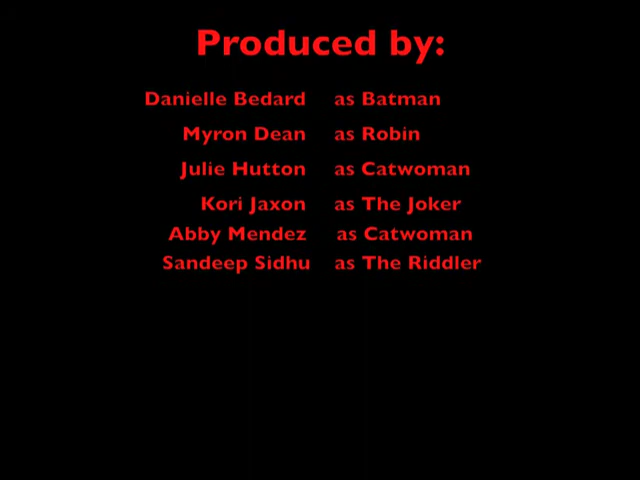 Produced by:
Danielle Bedard as Batman
Myron Dean as Robin
Julie Hutton as Catwoman
Kori Jaxon as The Joker
Abby Mendez as Catwoman
Sandeep Sidhu as The Riddler